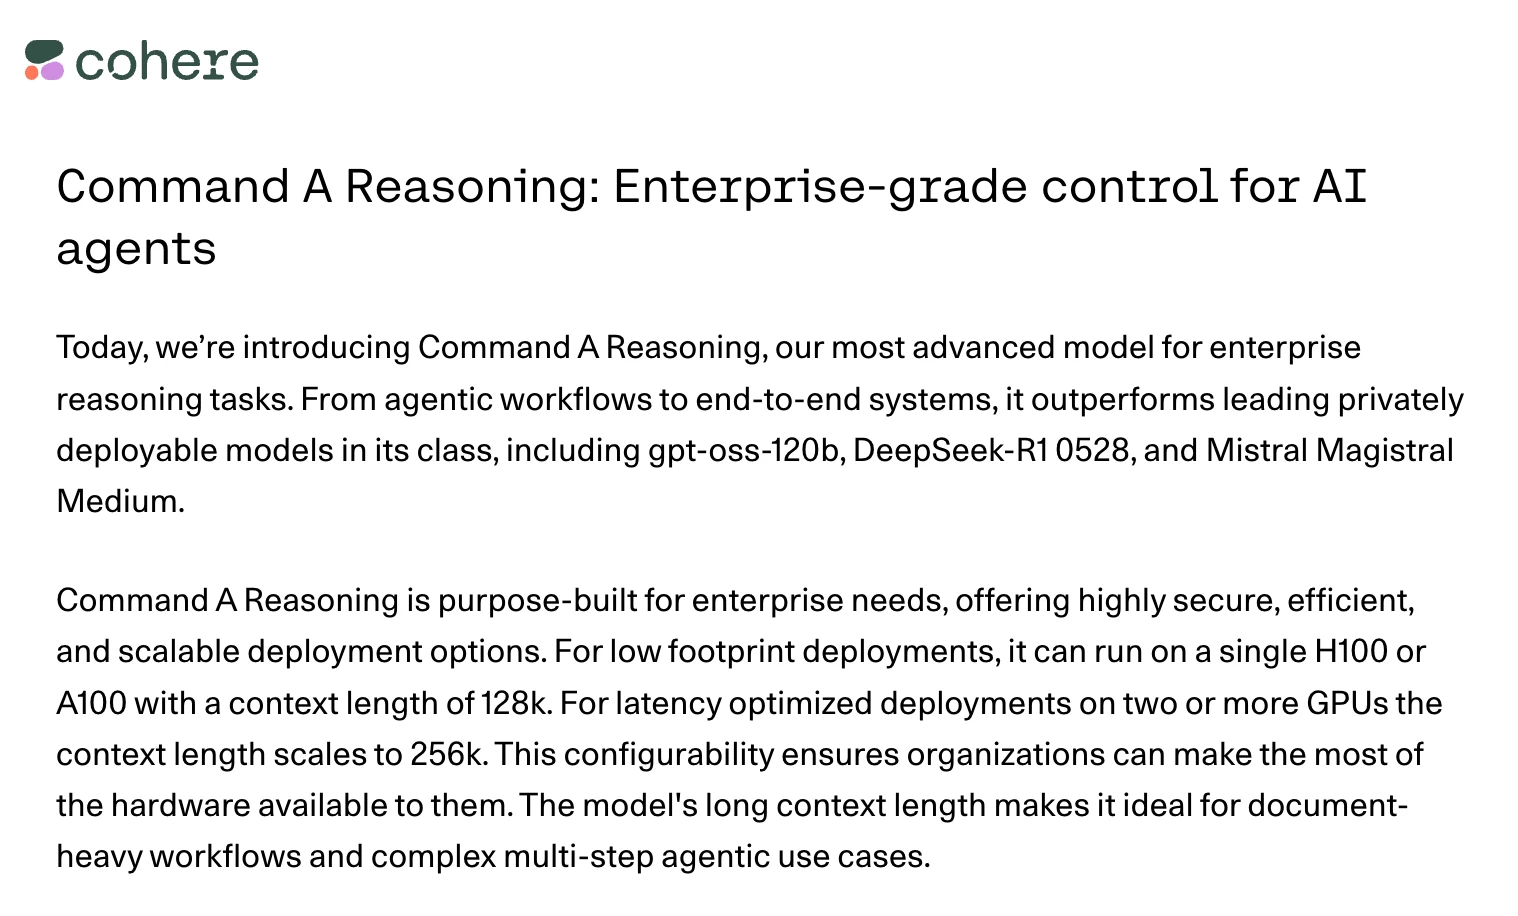 cohere
Command A Reasoning: Enterprise-grade control for AI
agents
Today, we’re introducing Command A Reasoning, our most advanced model for enterprise
reasoning tasks. From agentic workflows to end-to-end systems, it outperforms leading privately
deployable models in its class, including gpt-oss-120b, DeepSeek-R1 0528, and Mistral Magistral
Medium.
Command A Reasoning is purpose-built for enterprise needs, offering highly secure, efficient,
and scalable deployment options. For low footprint deployments, it can run on a single H100 or
A100 with a context length of 128k. For latency optimized deployments on two or more GPUs the
context length scales to 256k. This configurability ensures organizations can make the most of
the hardware available to them. The model's long context length makes it ideal for document-
heavy workflows and complex multi-step agentic use cases.